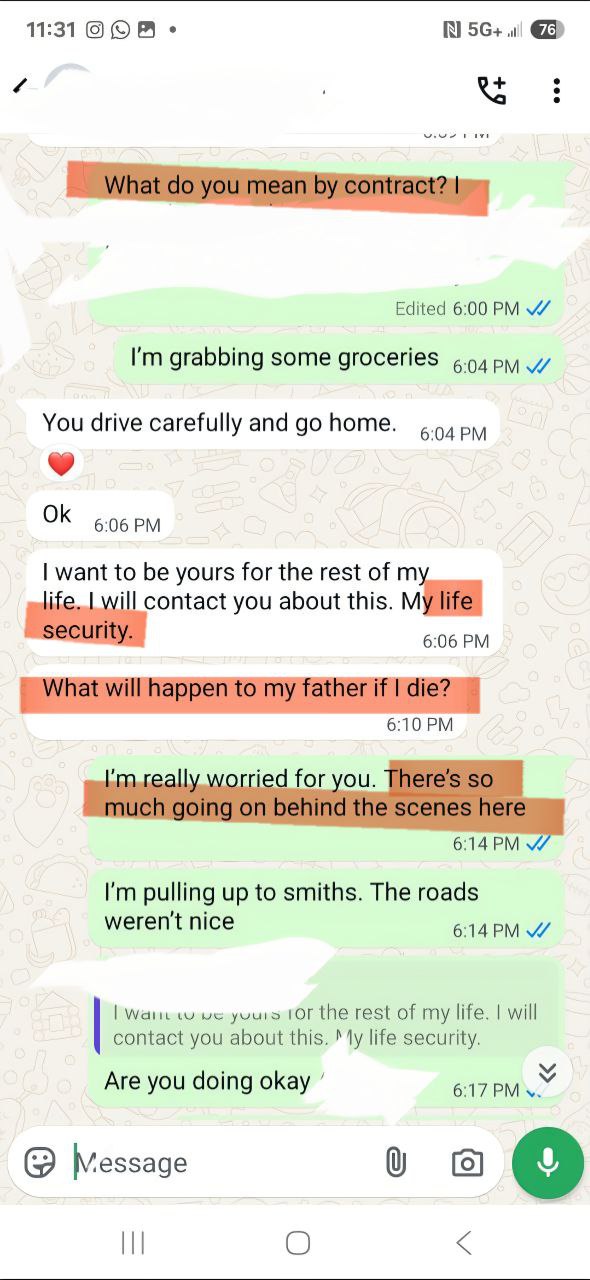 11:31
5G+
76
What do you mean by contract? I
Edited 6:00 PM
I'm grabbing some groceries
6:04 PM
You drive carefully and go home.
6:04 PM
Ok
6:06 PM
I want to be yours for the rest of my
life. I will contact you about this. My life
security.
6:06 PM
What will happen to my father if I die?
6:10 PM
I'm really worried for you. There's so
much going on behind the scenes here
6:14 PM
I'm pulling up to smiths. The roads
weren't nice
6:14 PM
I want to be yours for the rest of my life. I will
contact you about this. My life security.
Are you doing okay
6:17 PM
Message